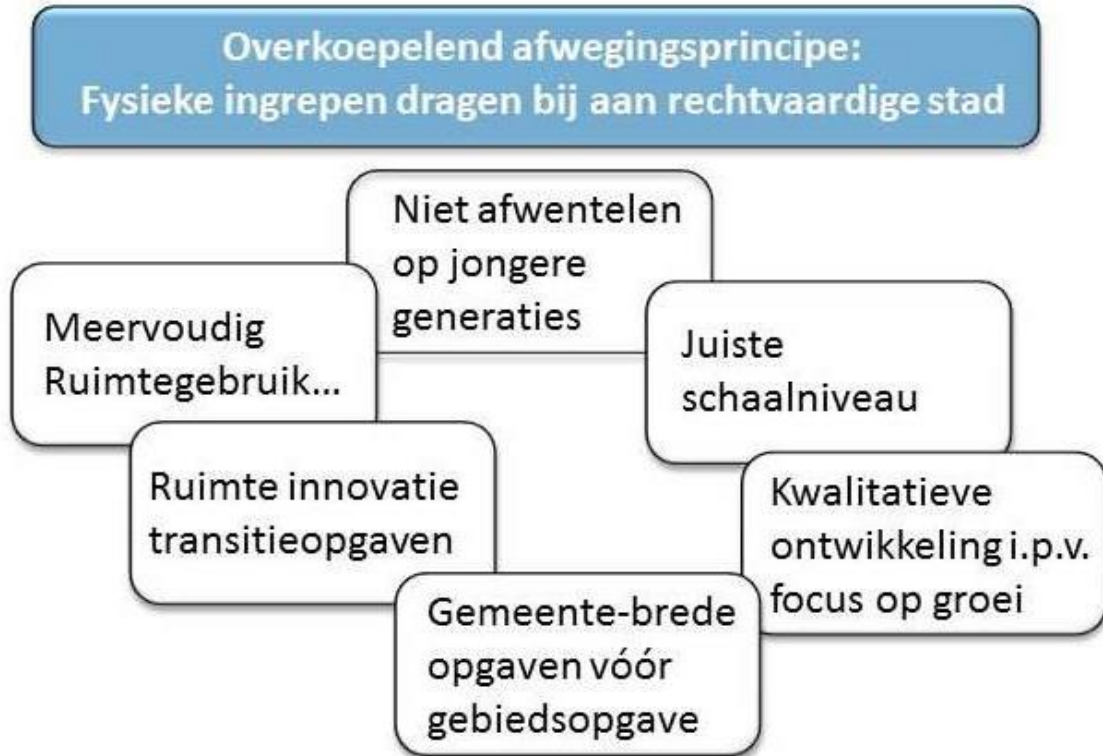 Overkoepelend afwegingsprincipe:
Fysieke ingrepen dragen bij aan rechtvaardige stad
Niet afwentelen
op jongere
generaties
Meervoudig
Ruimtegebruik...
Juiste
schaalniveau
Ruimte innovatie
transitieopgaven
Kwalitatieve
ontwikkeling i.p.v.
focus op groei
Gemeente-brede
opgaven vóór
gebiedsopgave